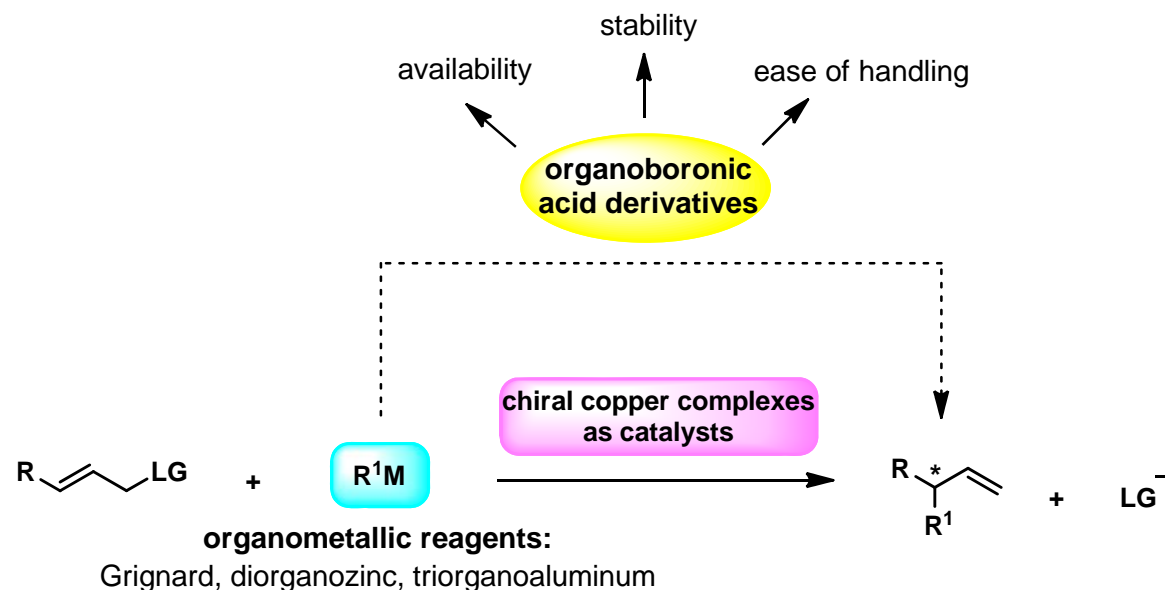 stability
availability
ease of handling
organoboronic
acid derivatives
chiral copper complexes
as catalysts
R LG
+
R¹M
R *
R¹
+
LG⁻
organometallic reagents:
Grignard, diorganozinc, triorganoaluminum